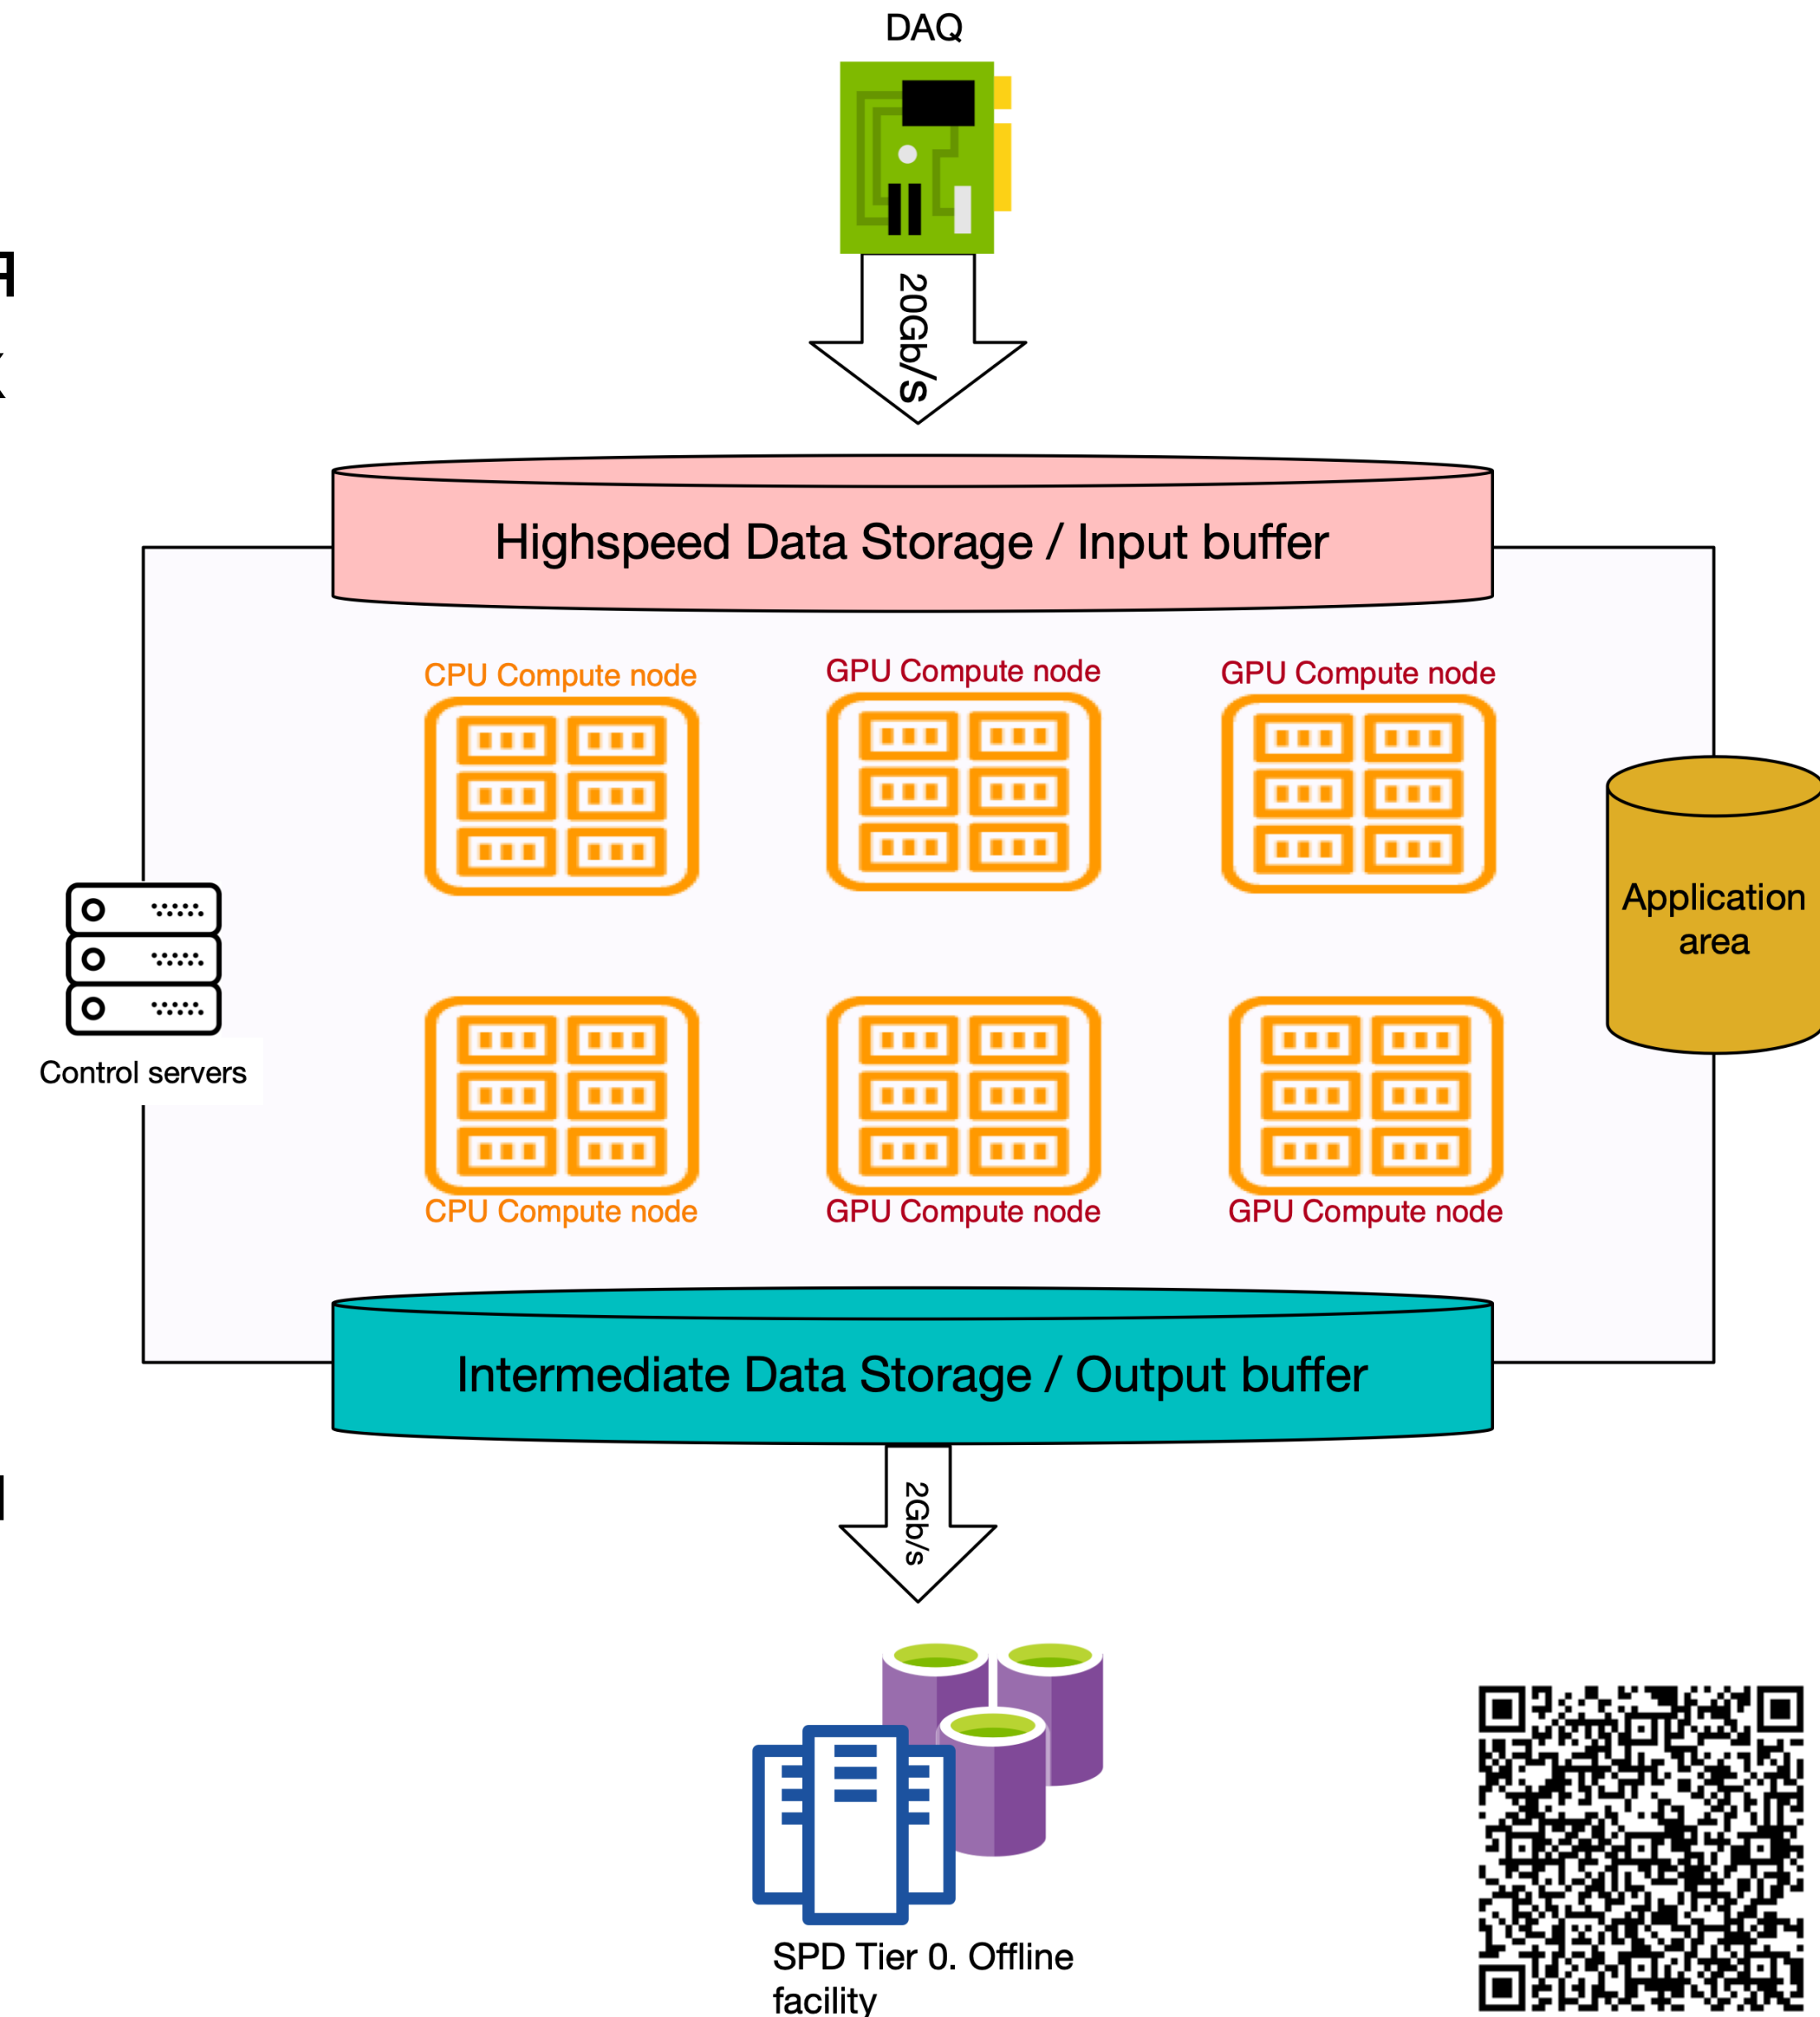 DAQ
20Gb/s
я
х
Highspeed Data Storage / Input buffer
CPU Compute node
GPU Compute node
GPU Compute node
Application
area
Control servers
CPU Compute node
GPU Compute node
GPU Compute node
Intermediate Data Storage / Output buffer
2Gb/s
SPD Tier 0. Offline
facility